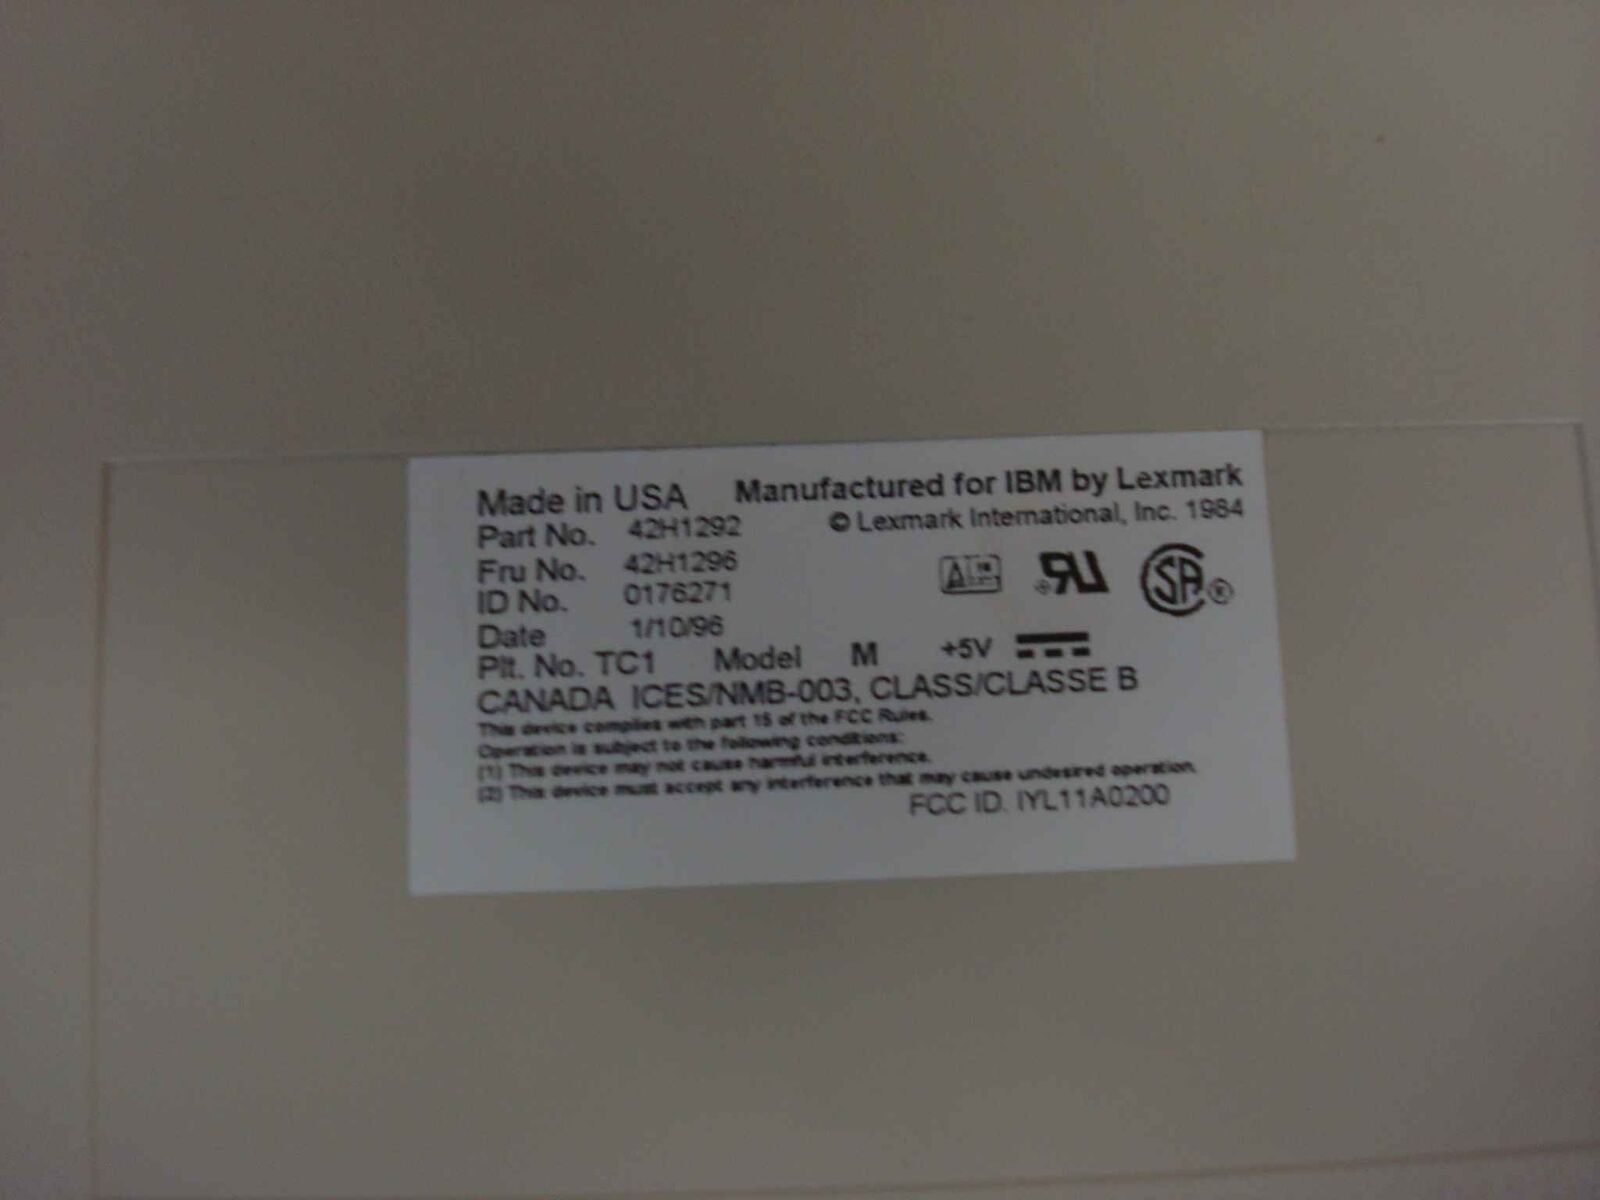 Made in USA Manufactured for IBM by Lexmark
Part No. 42H1292 © Lexmark International, Inc. 1984
Fru No. 42H1296
ID No. 0176271
Date 1/10/96
Plt. No. TC1 Model M +5V
CANADA ICES/NMB-003, CLASS/CLASSE B
This device complies with part 15 of the FCC Rules.
Operation is subject to the following conditions:
(1) This device may not cause harmful interference.
(2) This device must accept any interference that may cause undesired operation.
FCC ID. IYL11A0200